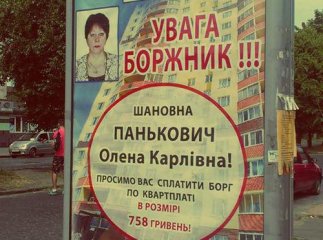 УВАГА
БОРЖНИК !!!
ШАНОВНА
ПАНЬКОВИЧ
Олена Карлівна!
ПРОСИМО ВАС СПЛАТИТИ БОРГ
ПО КВАРТПЛАТІ
В РОЗМІРІ
758 ГРИВЕНЬ!